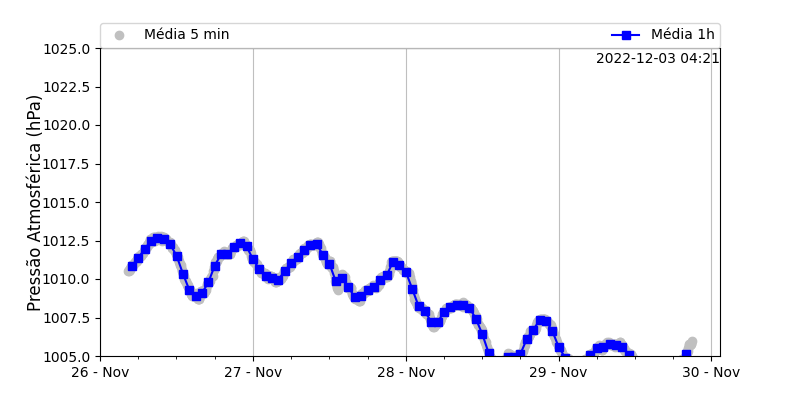 Média 5 min
Média 1h
2022-12-03 04:21
Pressão Atmosférica (hPa)
1025.0
1022.5
1020.0
1017.5
1015.0
1012.5
1010.0
1007.5
1005.0
26 - Nov
27 - Nov
28 - Nov
29 - Nov
30 - Nov